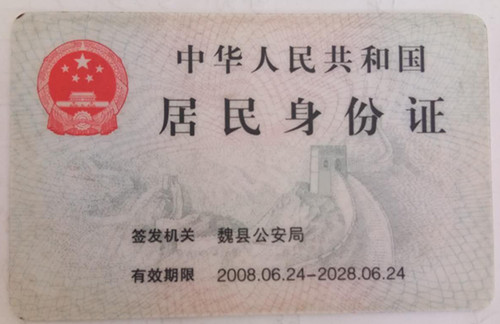 中华人民共和国
居民身份证
签发机关 魏县公安局
有效期限 2008.06.24-2028.06.24